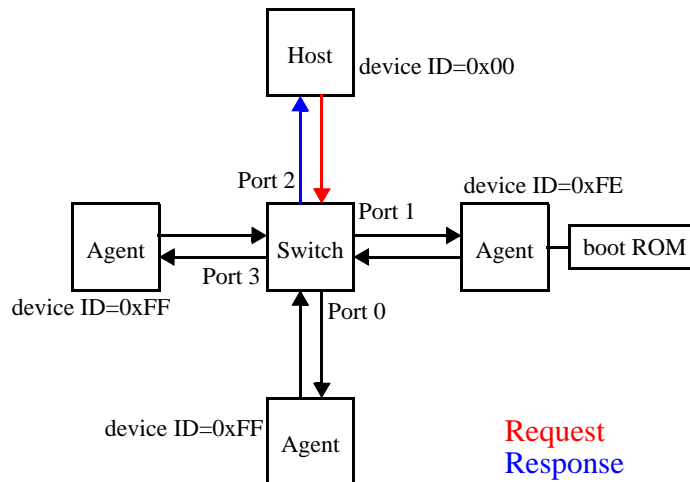 Host
device ID=0x00
Port 2
device ID=0xFE
Port 1
Agent
Switch
Agent
boot ROM
Port 3
device ID=0xFF
Port 0
device ID=0xFF
Agent
Request
Response